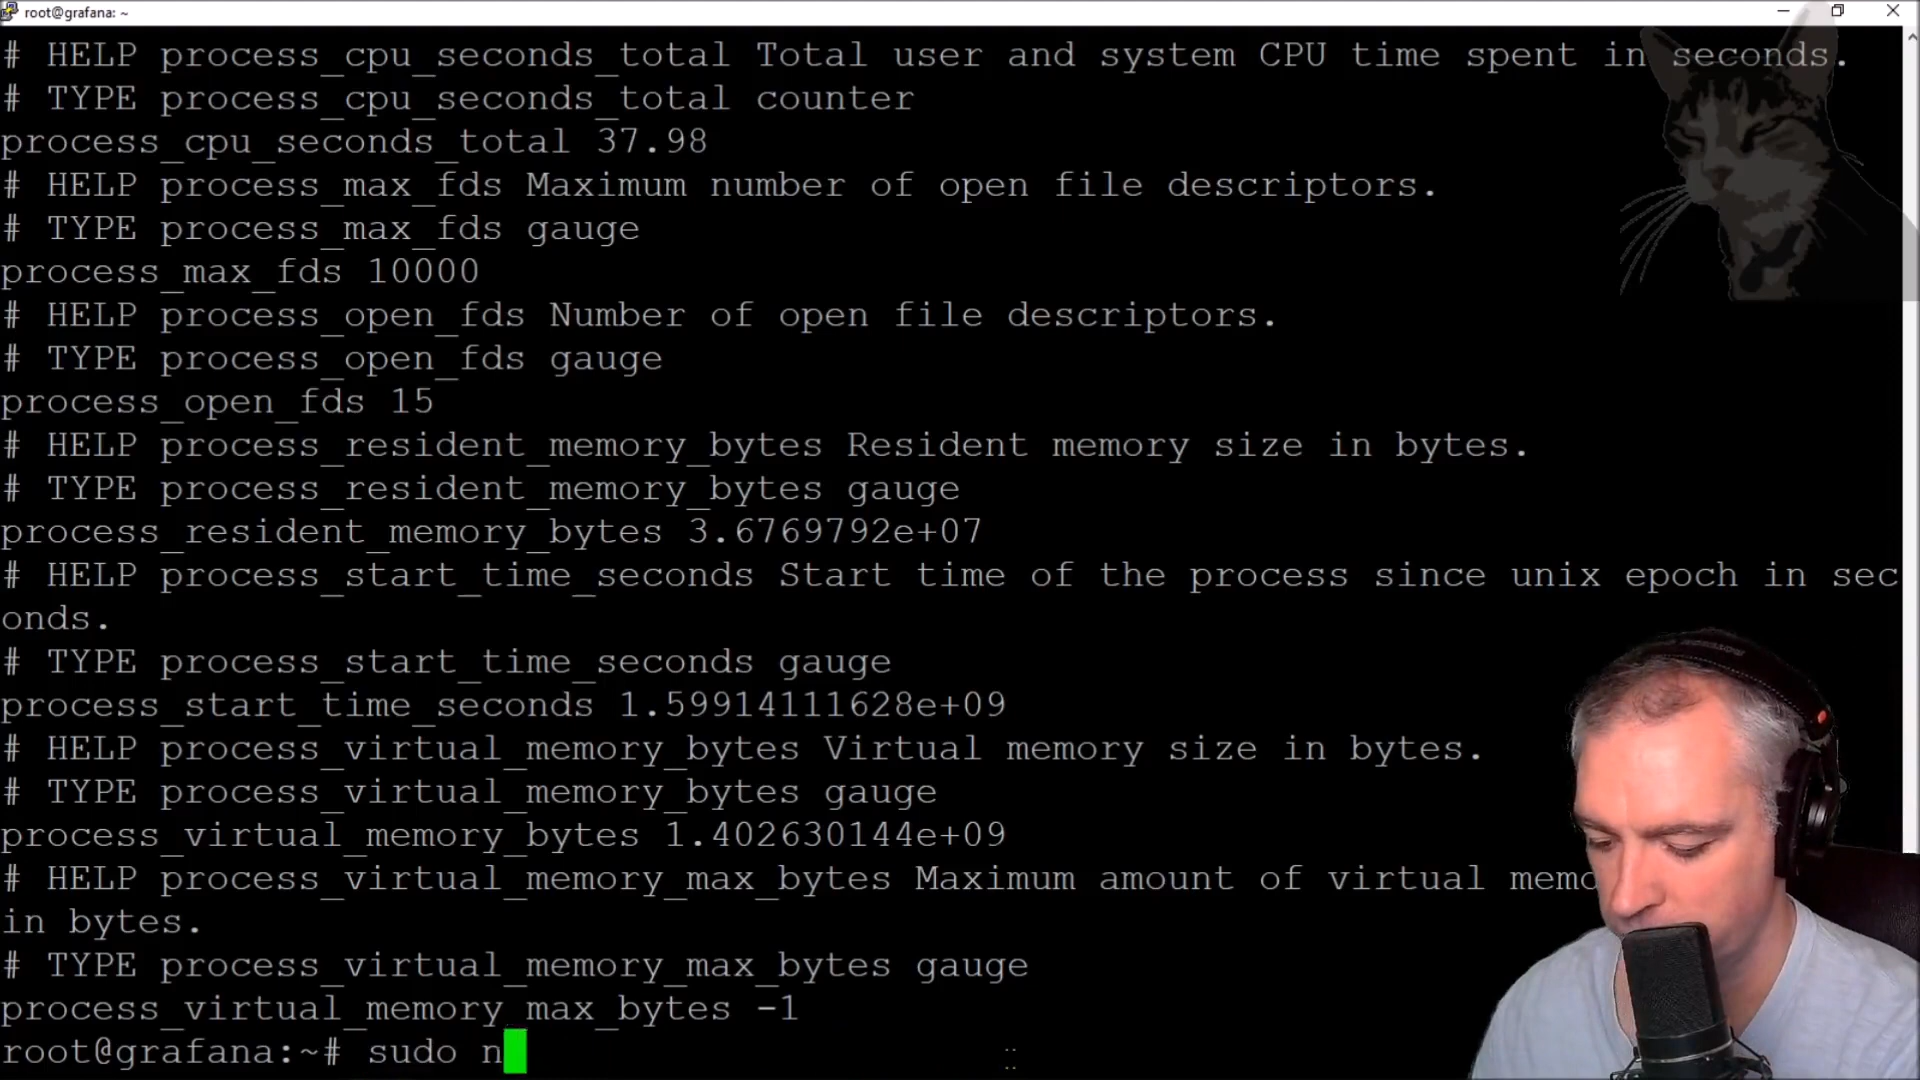 root@grafana: ~
# HELP process_cpu_seconds_total Total user and system CPU time spent in seconds.
# TYPE process_cpu_seconds_total counter
process_cpu_seconds_total 37.98
# HELP process_max_fds Maximum number of open file descriptors.
# TYPE process_max_fds gauge
process_max_fds 10000
# HELP process_open_fds Number of open file descriptors.
# TYPE process_open_fds gauge
process_open_fds 15
# HELP process_resident_memory_bytes Resident memory size in bytes.
# TYPE process_resident_memory_bytes gauge
process_resident_memory_bytes 3.6769792e+07
# HELP process_start_time_seconds Start time of the process since unix epoch in sec
onds.
# TYPE process_start_time_seconds gauge
process_start_time_seconds 1.59914111628e+09
# HELP process_virtual_memory_bytes Virtual memory size in bytes.
# TYPE process_virtual_memory_bytes gauge
process_virtual_memory_bytes 1.402630144e+09
# HELP process_virtual_memory_max_bytes Maximum amount of virtual
in bytes.
# TYPE process_virtual_memory_max_bytes gauge
process_virtual_memory_max_bytes -1
root@grafana:~# sudo n